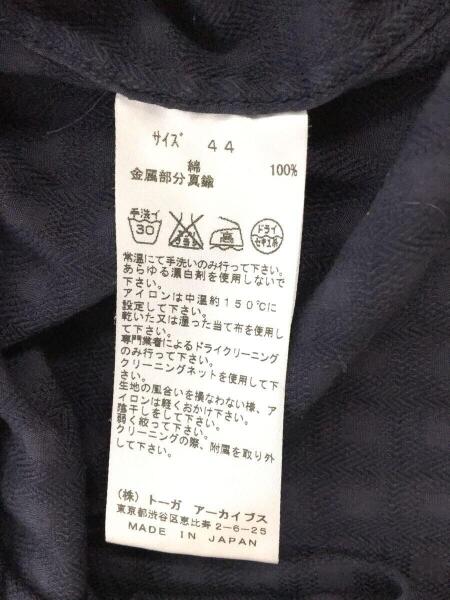 サイズ 44
綿 100%
金属部分真鍮
手洗イ 30 高 ドライ
常温にて手洗いのみ行って下さい。
あらゆる漂白剤を使用しないで
下さい。
アイロンは中温約150℃に
設定して下さい。
乾いた又は湿った当て布を使用し
て下さい。
専門業者によるドライクリーニング
のみ行って下さい。
クリーニングネットを使用して下
さい。
生地の風合いを損なわない様、ア
イロンは軽くおかけ下さい。
陰干しをして下さい。
弱く絞って下さい。
クリーニングの際、附属を取り外
して下さい。
(株) トーガ アーカイブス
東京都渋谷区恵比寿2-6-25
MADE IN JAPAN